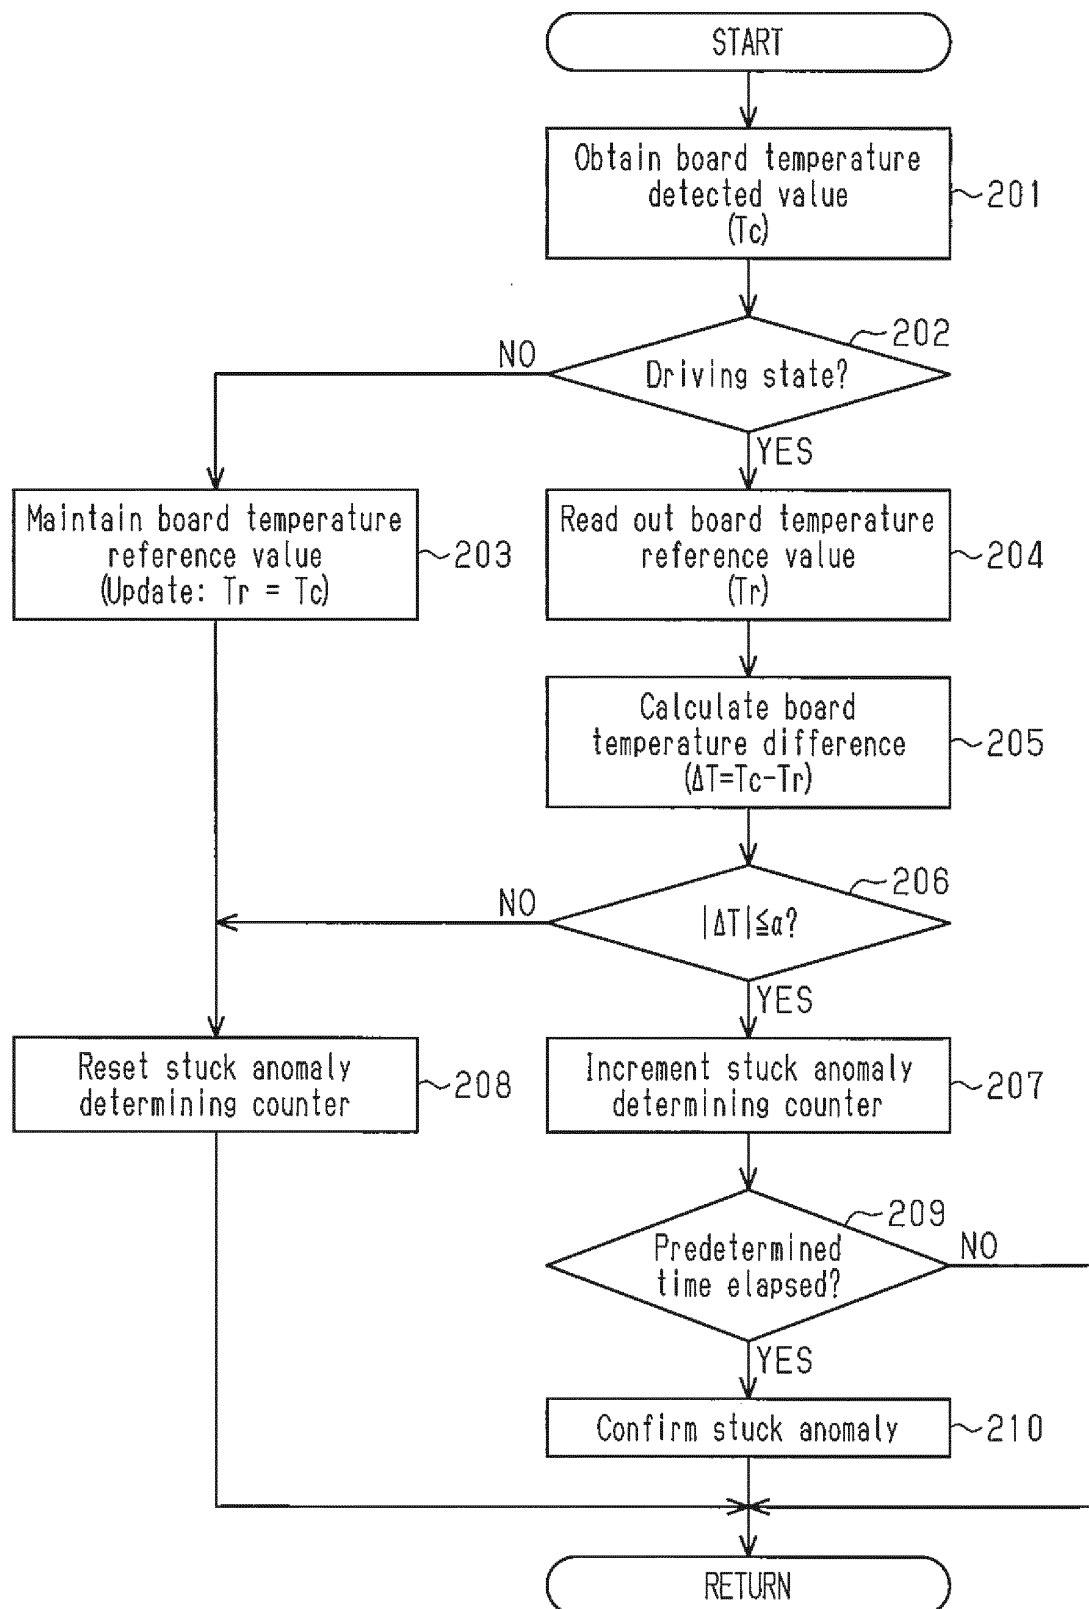 START
Obtain board temperature
detected value
(Tc)
201
202
Driving state?
NO
YES
Maintain board temperature
reference value
(Update: Tr = Tc)
203
Read out board temperature
reference value
(Tr)
204
Calculate board
temperature difference
(ΔT=Tc-Tr)
205
206
|ΔT|≦α?
NO
YES
Reset stuck anomaly
determining counter
208
Increment stuck anomaly
determining counter
207
209
Predetermined
time elapsed?
NO
YES
Confirm stuck anomaly
210
RETURN